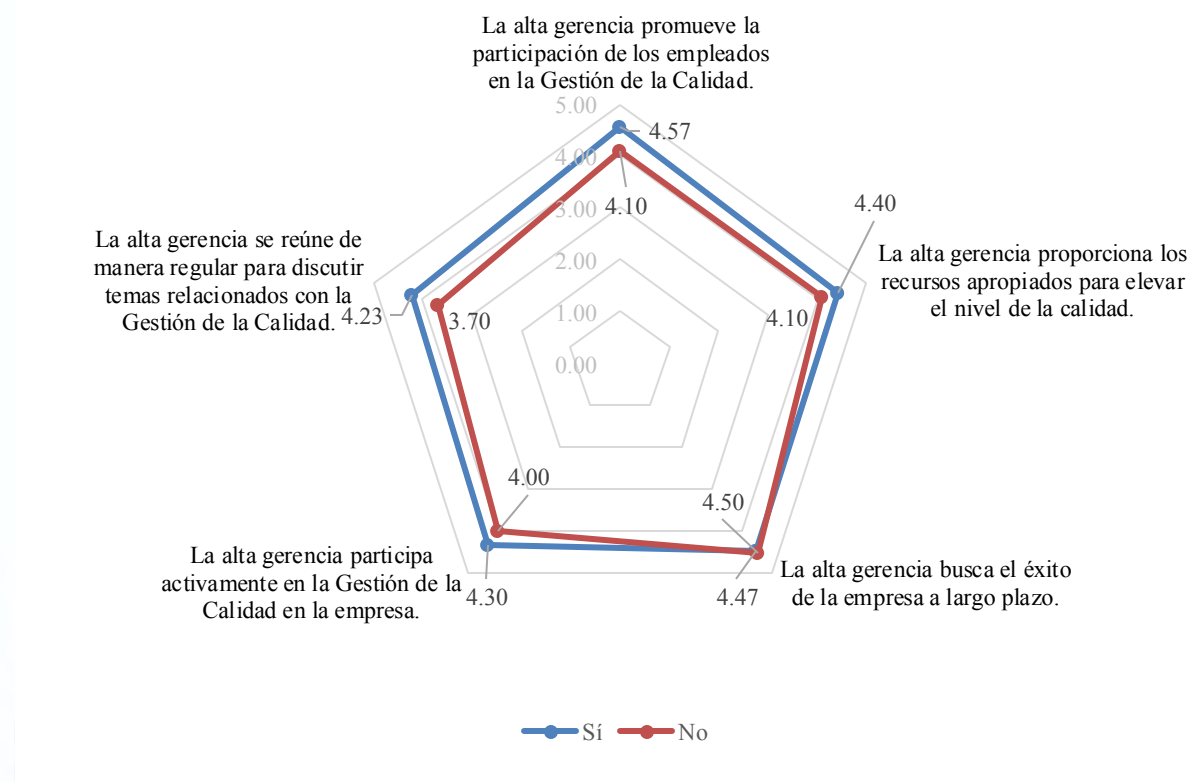 La alta gerencia promueve la
participación de los empleados
en la Gestión de la Calidad.
5.00
4.57
4.00
4.10
3.00
4.40
La alta gerencia se reúne de
manera regular para discutir
temas relacionados con la
Gestión de la Calidad.
4.23
3.70
La alta gerencia proporciona los
recursos apropiados para elevar
el nivel de la calidad.
4.10
2.00
1.00
0.00
4.00
4.50
La alta gerencia participa
activamente en la Gestión de la
Calidad en la empresa.
4.30
4.47
La alta gerencia busca el éxito
de la empresa a largo plazo.
Sí
No